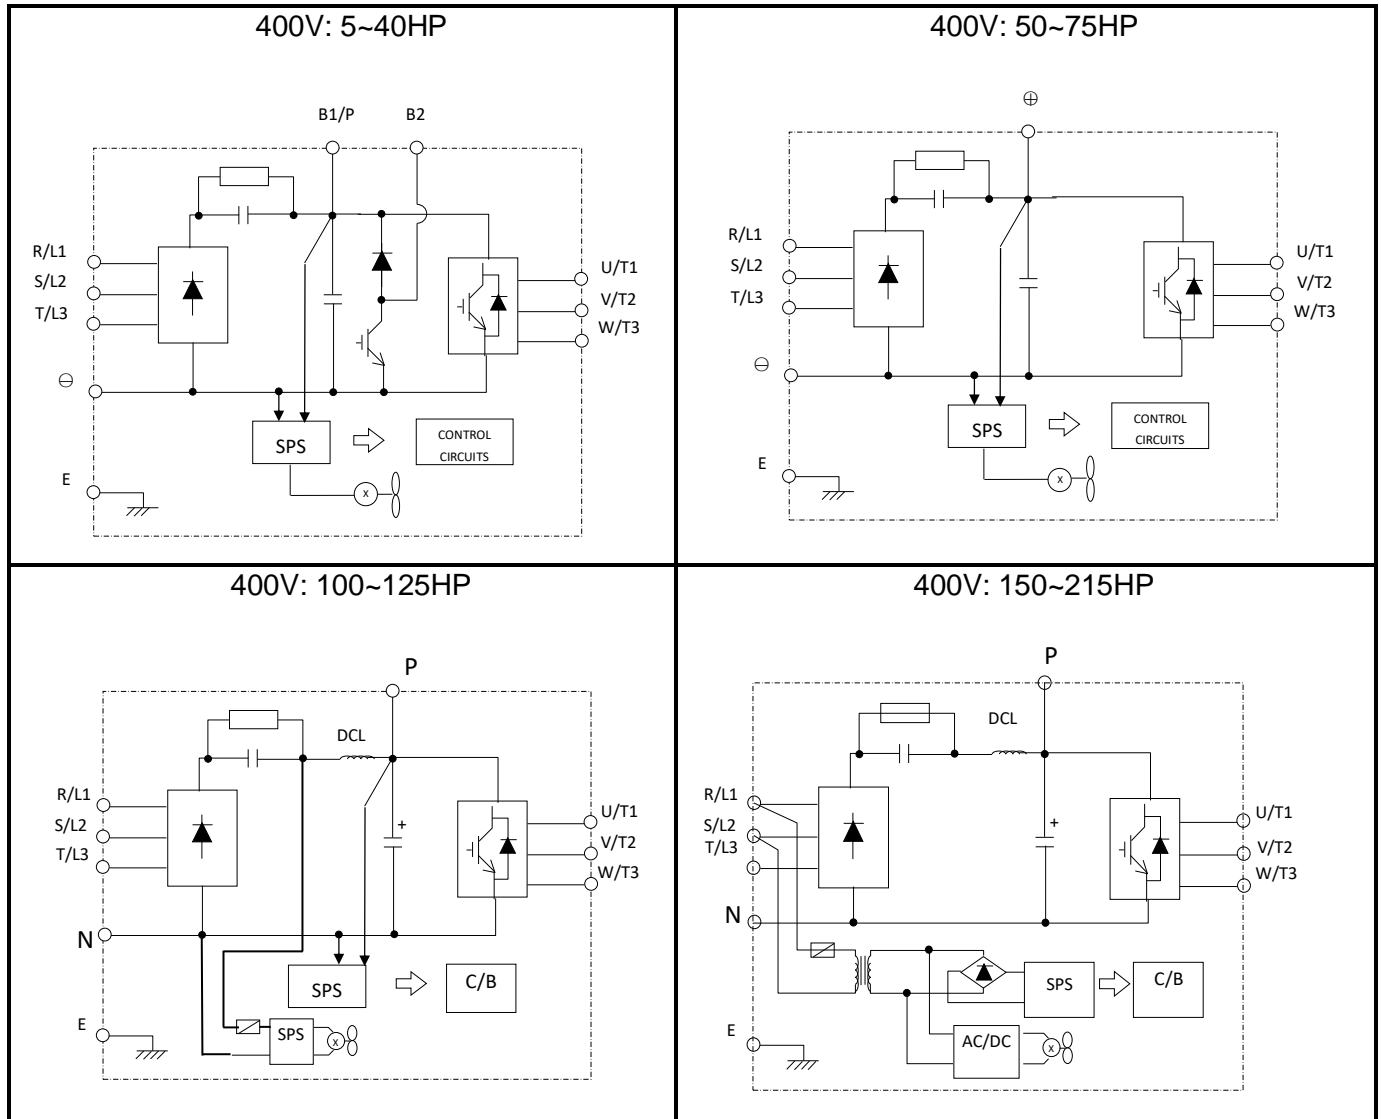 400V: 5~40HP
B1/P
B2
R/L1
S/L2
T/L3
⊖
E
U/T1
V/T2
W/T3
SPS
CONTROL
CIRCUITS
X
400V: 50~75HP
⊕
R/L1
S/L2
T/L3
⊖
E
U/T1
V/T2
W/T3
SPS
CONTROL
CIRCUITS
X
400V: 100~125HP
P
DCL
R/L1
S/L2
T/L3
+
U/T1
V/T2
W/T3
N
SPS
C/B
E
SPS
X
400V: 150~215HP
P
DCL
R/L1
S/L2
T/L3
+
U/T1
V/T2
W/T3
N
SPS
C/B
E
AC/DC
X